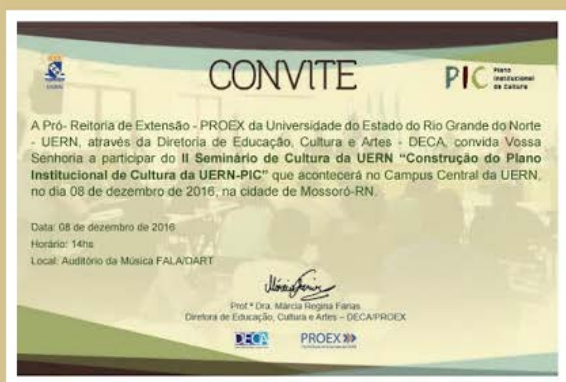 UERN
CONVITE
PIC Plano Institucional de Cultura
A Pró- Reitoria de Extensão - PROEX da Universidade do Estado do Rio Grande do Norte
- UERN, através da Diretoria de Educação, Cultura e Artes - DECA, convida Vossa
Senhoria a participar do II Seminário de Cultura da UERN “Construção do Plano
Institucional de Cultura da UERN-PIC” que acontecerá no Campus Central da UERN,
no dia 08 de dezembro de 2016, na cidade de Mossoró-RN.
Data: 08 de dezembro de 2016
Horário: 14hs
Local: Auditório da Música FALA/DART
Prof.ª Dra. Márcia Regina Farias
Diretora de Educação, Cultura e Artes – DECA/PROEX
DECA PROEX